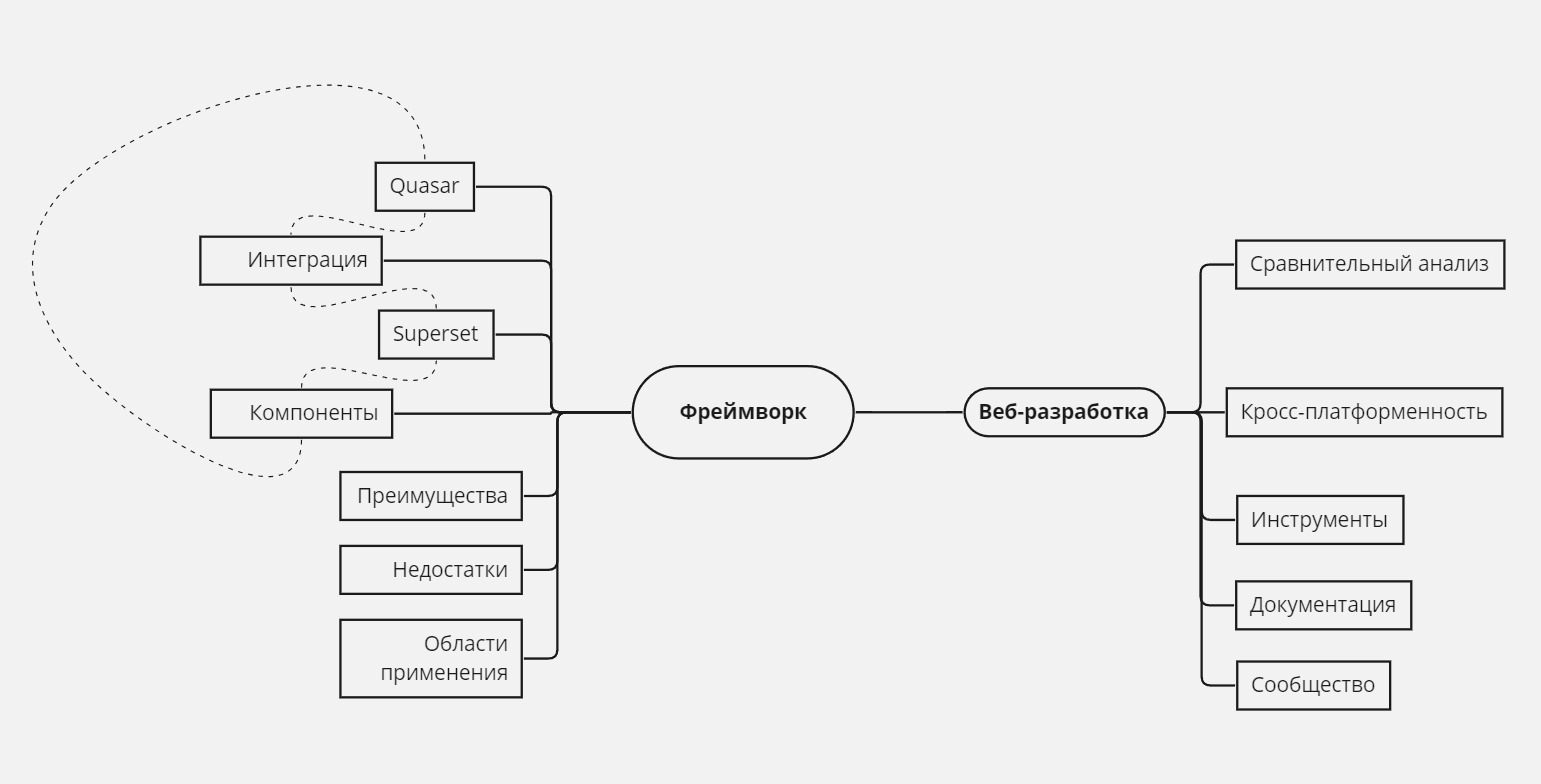 Quasar
Интеграция
Superset
Компоненты
Преимущества
Недостатки
Области
применения
Фреймворк
Веб-разработка
Сравнительный анализ
Кросс-платформенность
Инструменты
Документация
Сообщество